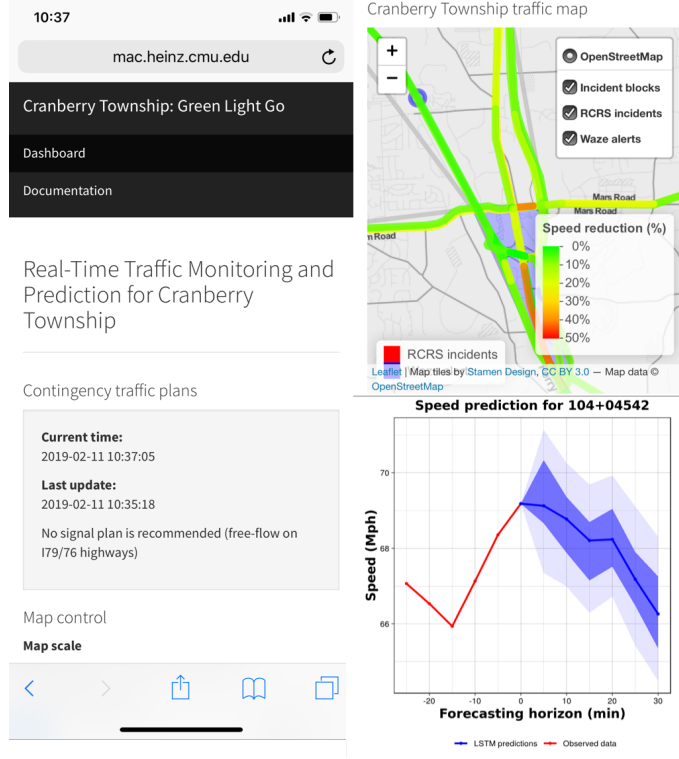 10:37
mac.heinz.cmu.edu
Cranberry Township: Green Light Go
Dashboard
Documentation
Real-Time Traffic Monitoring and
Prediction for Cranberry
Township
Contingency traffic plans
Current time:
2019-02-11 10:37:05
Last update:
2019-02-11 10:35:18
No signal plan is recommended (free-flow on
I79/76 highways)
Map control
Map scale
Cranberry Township traffic map
+
−
OpenStreetMap
Incident blocks
RCRS incidents
Waze alerts
Mars Road
Mars Road
m Road
Speed reduction (%)
0%
10%
20%
30%
40%
50%
RCRS incidents
Leaflet | Map tiles by Stamen Design, CC BY 3.0 — Map data ©
OpenStreetMap
Speed prediction for 104+04542
Speed (Mph)
70
68
66
-20
-10
0
10
20
30
Forecasting horizon (min)
LSTM predictions
Observed data